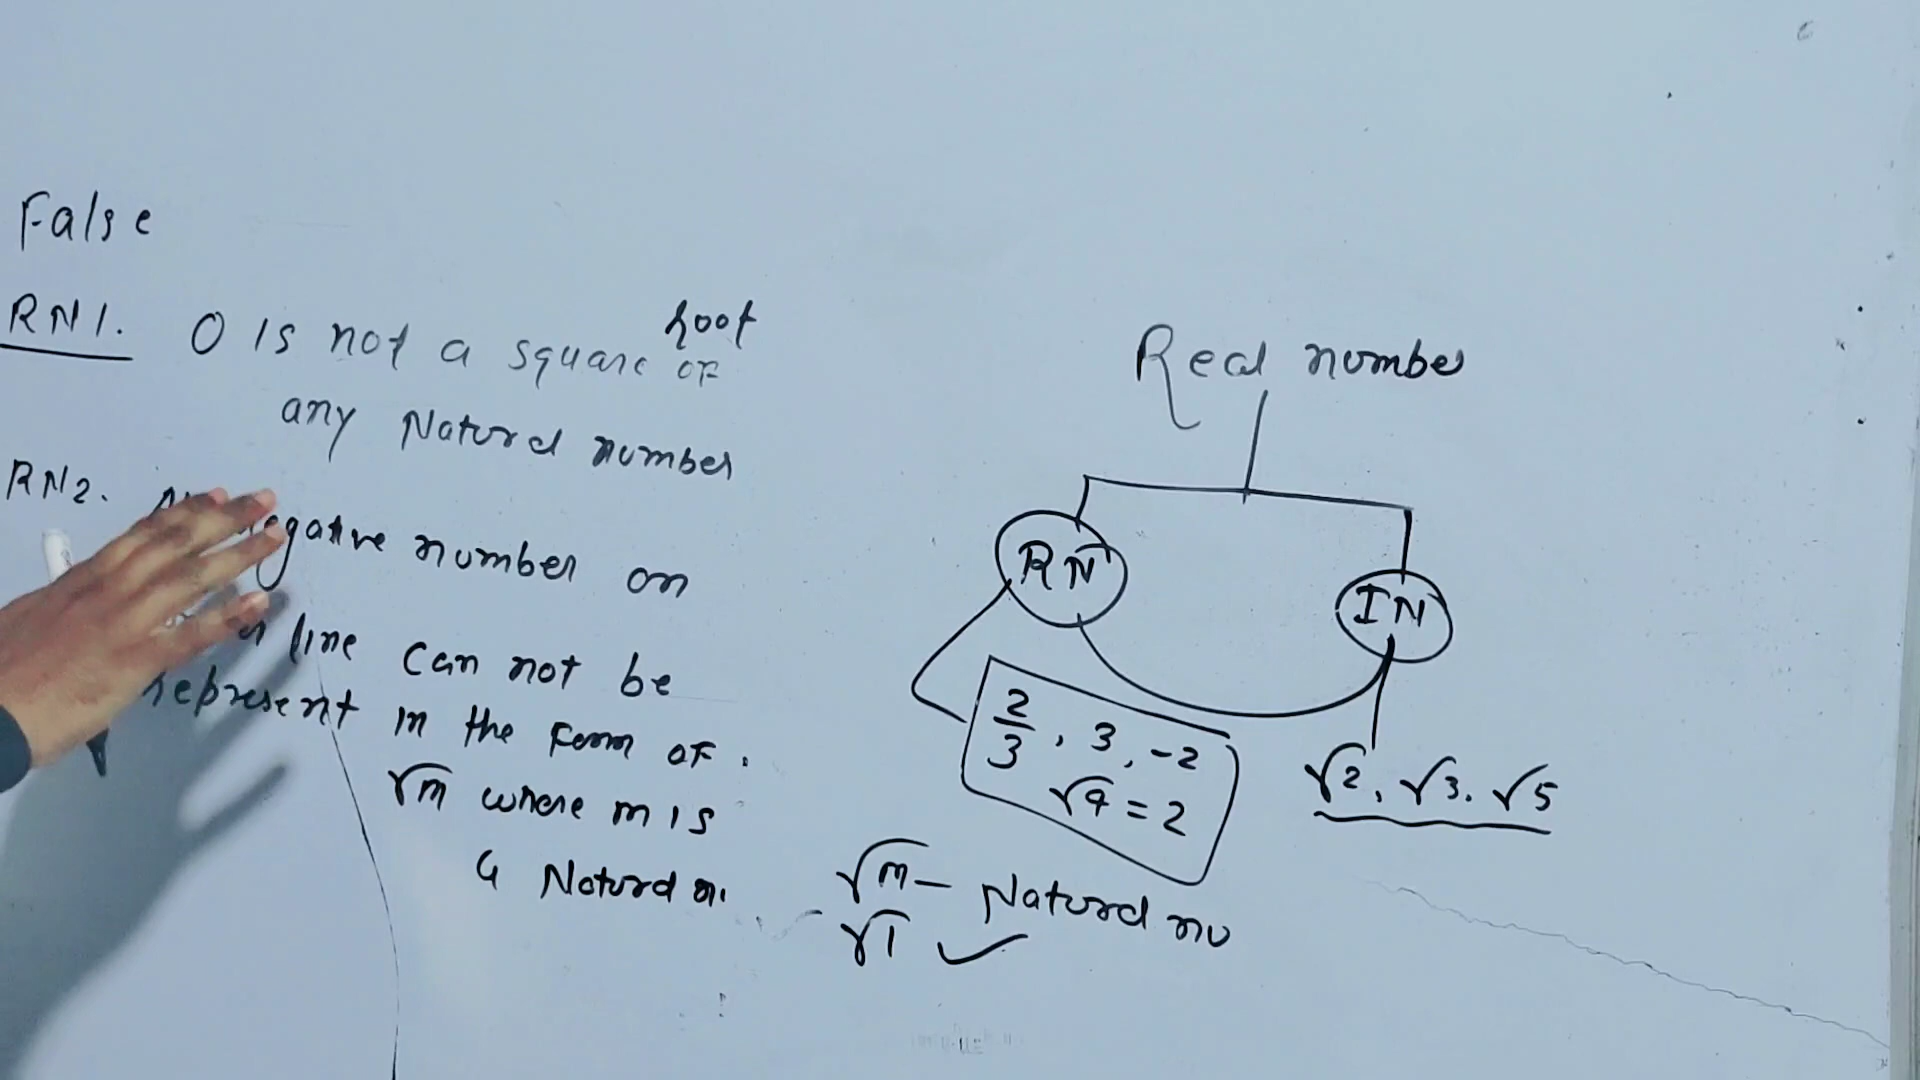 False
RN1. 0 is not a square root of
any Natural number
RN2. negative number on
line can not be
represent in the form of.
√m where m is
a Natural n.
Real number
RN
IN
2/3, 3, -2
√4 = 2
√2, √3. √5
√m - Natural no
√1 ✓